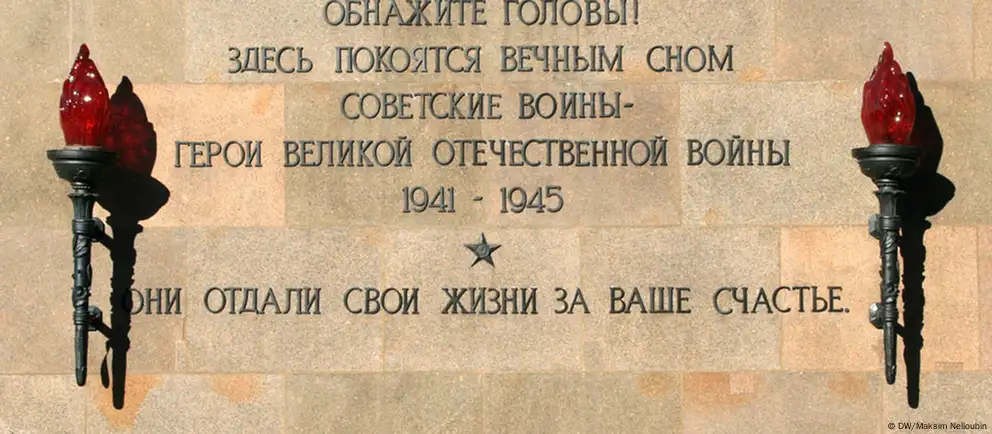 ОБНАЖИТЕ ГОЛОВЫ!
ЗДЕСЬ ПОКОЯТСЯ ВЕЧНЫМ СНОМ
СОВЕТСКИЕ ВОИНЫ-
ГЕРОИ ВЕЛИКОЙ ОТЕЧЕСТВЕННОЙ ВОЙНЫ
1941 - 1945
ОНИ ОТДАЛИ СВОИ ЖИЗНИ ЗА ВАШЕ СЧАСТЬЕ.
© DW/Maksim Nelioubin